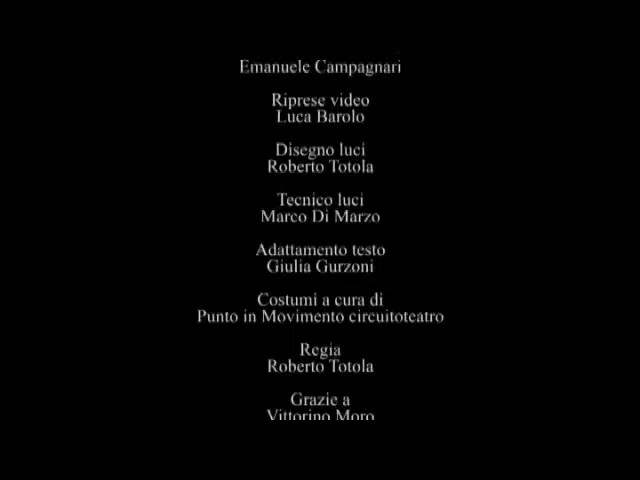 Emanuele Campagnari
Riprese video
Luca Barolo
Disegno luci
Roberto Totola
Tecnico luci
Marco Di Marzo
Adattamento testo
Giulia Gurzoni
Costumi a cura di
Punto in Movimento circuitoteatro
Regia
Roberto Totola
Grazie a
Vittorino Moro